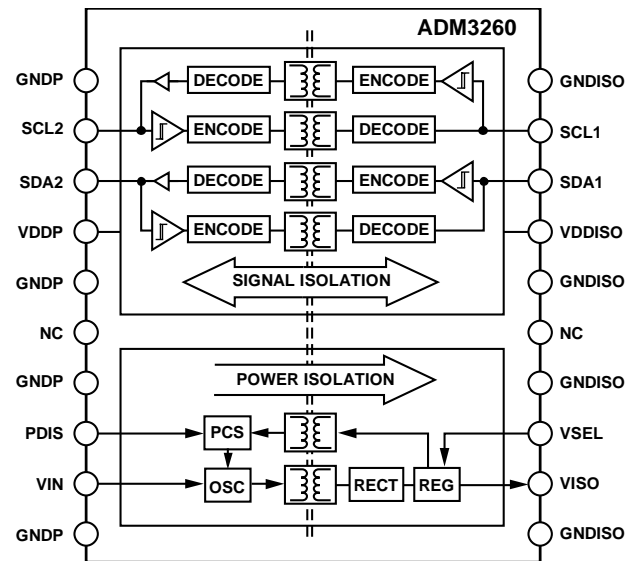 ADM3260
GNDP
DECODE
ENCODE
GNDISO
SCL2
ENCODE
DECODE
SCL1
SDA2
DECODE
ENCODE
SDA1
VDDP
ENCODE
DECODE
VDDISO
GNDP
SIGNAL ISOLATION
GNDISO
NC
NC
GNDP
POWER ISOLATION
GNDISO
PDIS
PCS
VSEL
VIN
OSC
RECT
REG
VISO
GNDP
GNDISO